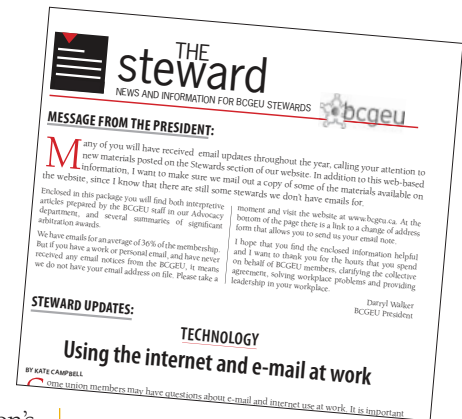 THE
steward
NEWS AND INFORMATION FOR BCGEU STEWARDS
bcgeu
MESSAGE FROM THE PRESIDENT:
Many of you will have received email updates throughout the year, calling your attention to
new materials posted on the Stewards section of our website. In addition to this web-based
information, I want to make sure we mail out a copy of some of the materials available on
the website, since I know that there are still some stewards we don't have emails for.
Enclosed in this package you will find both interpretive
articles prepared by the BCGEU staff in our Advocacy
department, and several summaries of significant
arbitration awards.
We have emails for an average of 36% of the membership.
But if you have a work or personal email, and have never
received any email notices from the BCGEU, it means
we do not have your email address on file. Please take a
moment and visit the website at www.bcgeu.ca. At the
bottom of the page there is a link to a change of address
form that allows you to send us your email note.
I hope that you find the enclosed information helpful
and I want to thank you for the hours that you spend
on behalf of BCGEU members, clarifying the collective
agreement, solving workplace problems and providing
leadership in your workplace.
Darryl Walker
BCGEU President
STEWARD UPDATES:
TECHNOLOGY
Using the internet and e-mail at work
BY KATE CAMPBELL
Some union members may have questions about e-mail and internet use at work. It is important
on's